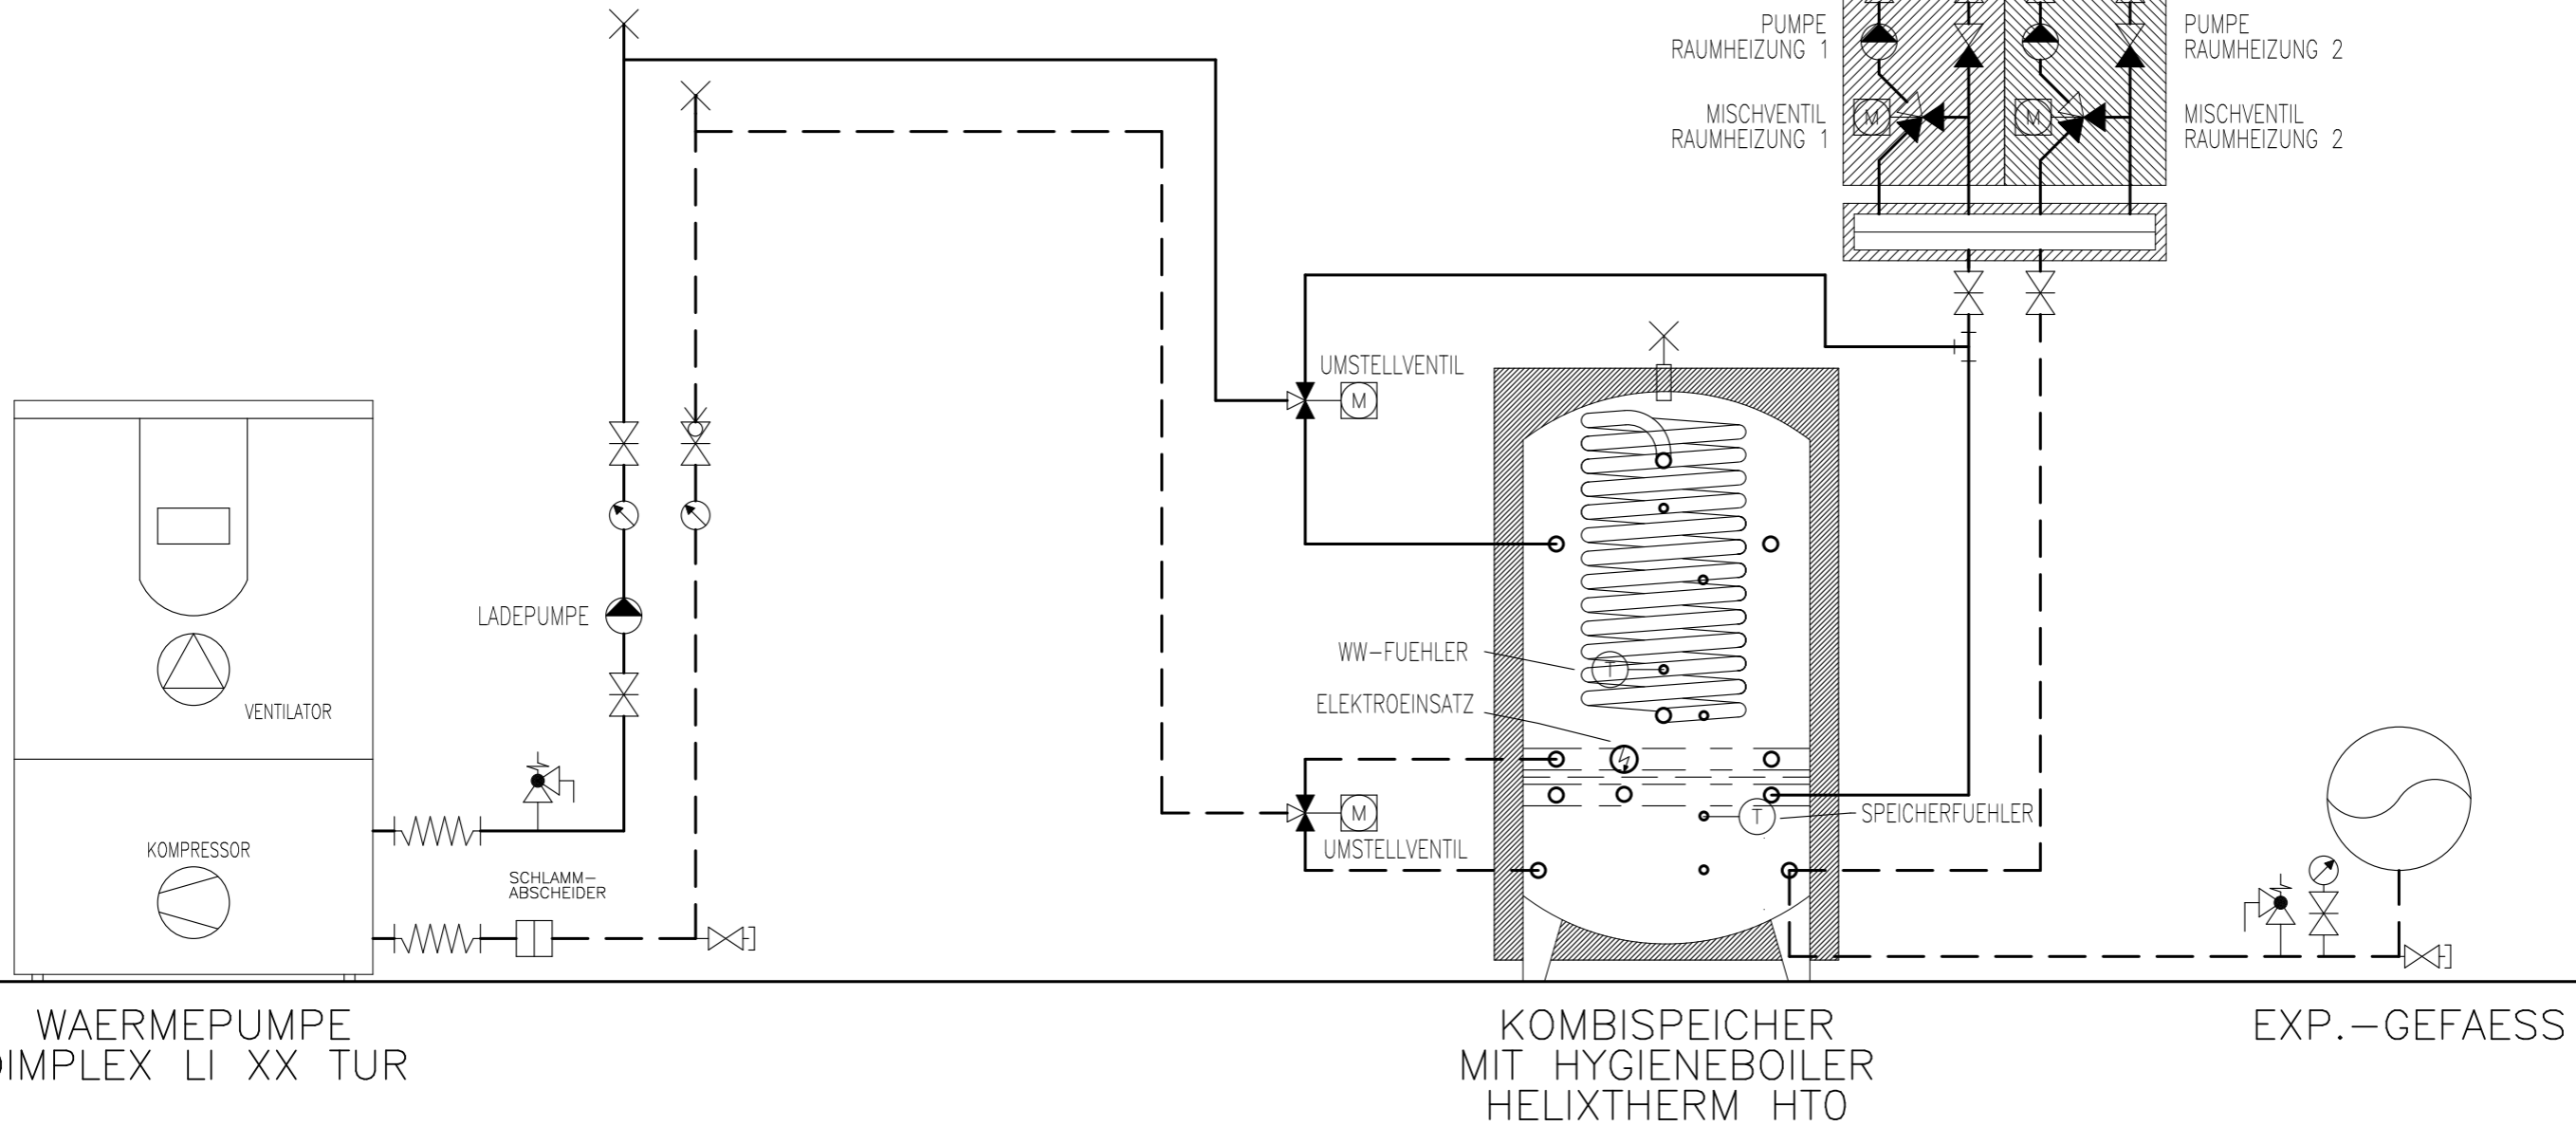 PUMPE
RAUMHEIZUNG 1
PUMPE
RAUMHEIZUNG 2
MISCHVENTIL
RAUMHEIZUNG 1
M
M
MISCHVENTIL
RAUMHEIZUNG 2
UMSTELLVENTIL
M
LADEPUMPE
WW-FUEHLER
T
VENTILATOR
ELEKTROEINSATZ
M
T
SPEICHERFUEHLER
KOMPRESSOR
UMSTELLVENTIL
SCHLAMM-
ABSCHEIDER
WAERMEPUMPE
DIMPLEX LI XX TUR
KOMBISPEICHER
MIT HYGIENEBOILER
HELIXTHERM HTO
EXP.-GEFAESS